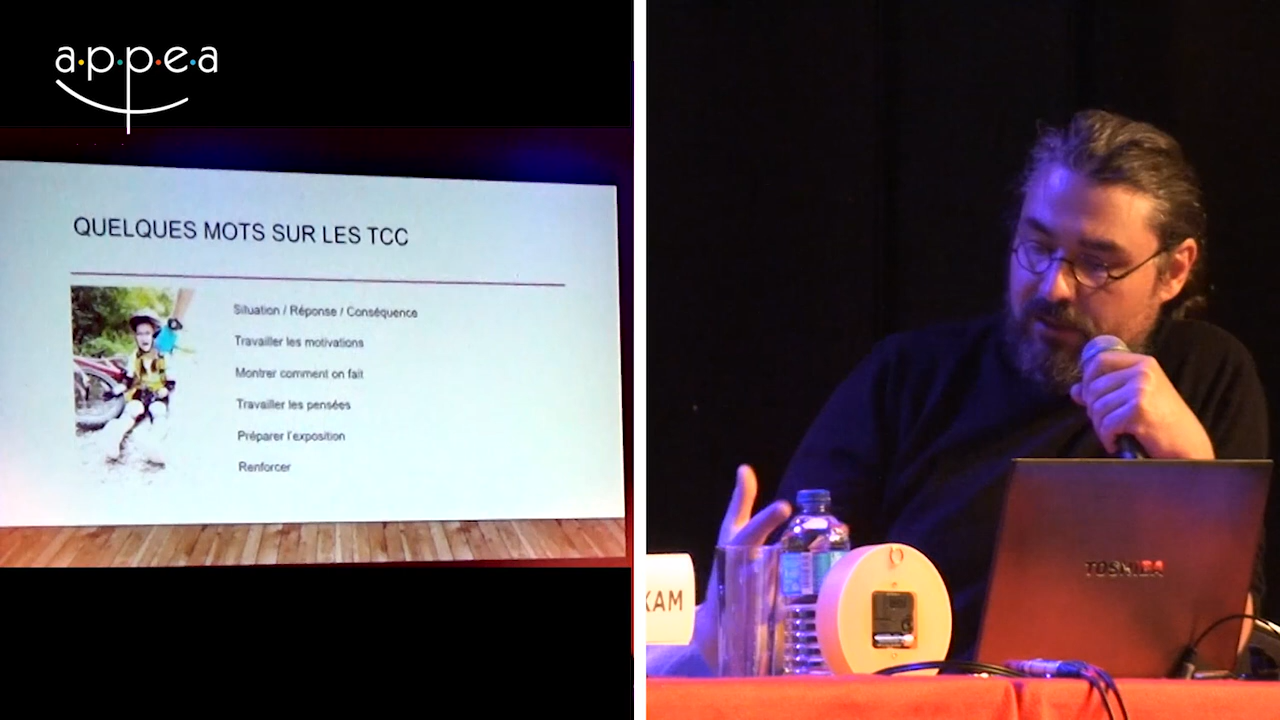 a·p·p·e·a
QUELQUES MOTS SUR LES TCC
Situation / Réponse / Conséquence
Travailler les motivations
Montrer comment on fait
Travailler les pensées
Préparer l'exposition
Renforcer
KAM
TOSHIBA